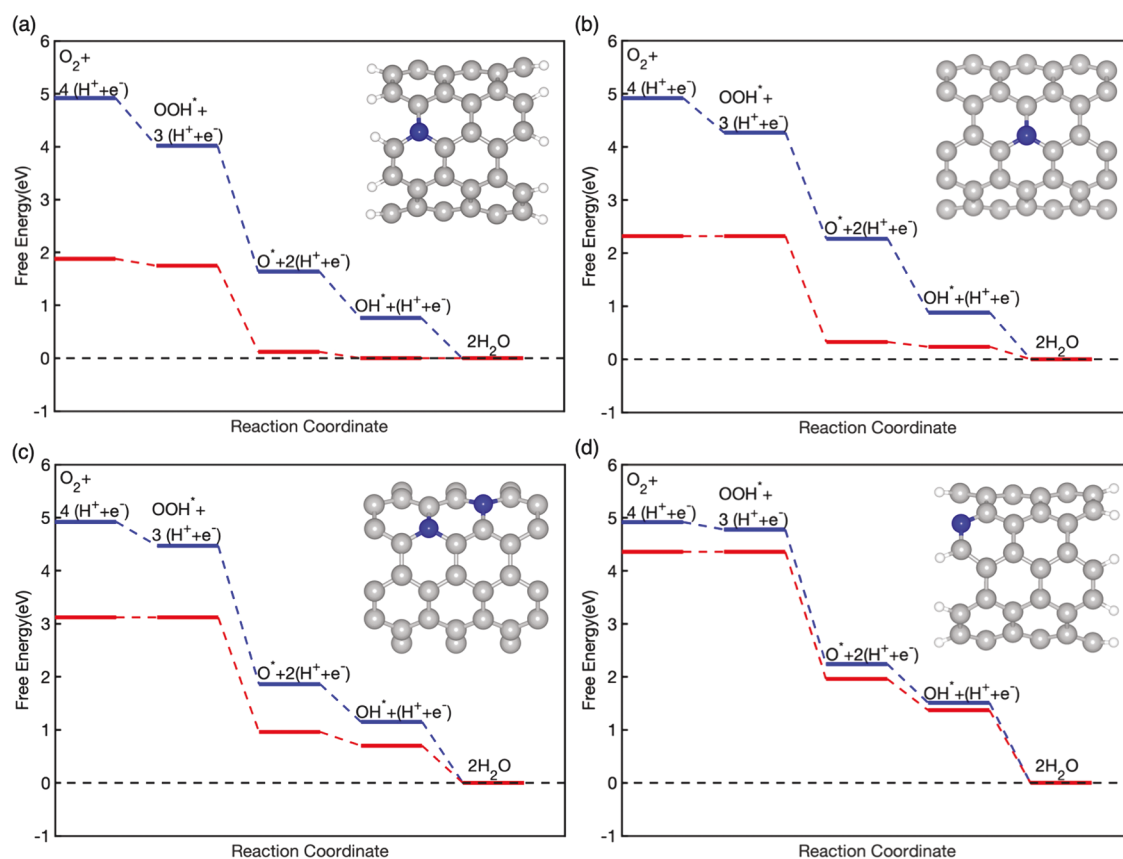 (a)
6
5
4
3
2
1
0
-1
Free Energy(eV)
O2+
4 (H++e-)
OOH*+
3 (H++e-)
O*+2(H++e-)
OH*+(H++e-)
2H2O
Reaction Coordinate
(b)
6
5
4
3
2
1
0
-1
Free Energy(eV)
O2+
4 (H++e-)
OOH*+
3 (H++e-)
O*+2(H++e-)
OH*+(H++e-)
2H2O
Reaction Coordinate
(c)
6
5
4
3
2
1
0
-1
Free Energy(eV)
O2+
4 (H++e-)
OOH*+
3 (H++e-)
O*+2(H++e-)
OH*+(H++e-)
2H2O
Reaction Coordinate
(d)
6
5
4
3
2
1
0
-1
Free Energy(eV)
O2+
4 (H++e-)
OOH*+
3 (H++e-)
O*+2(H++e-)
OH*+(H++e-)
2H2O
Reaction Coordinate